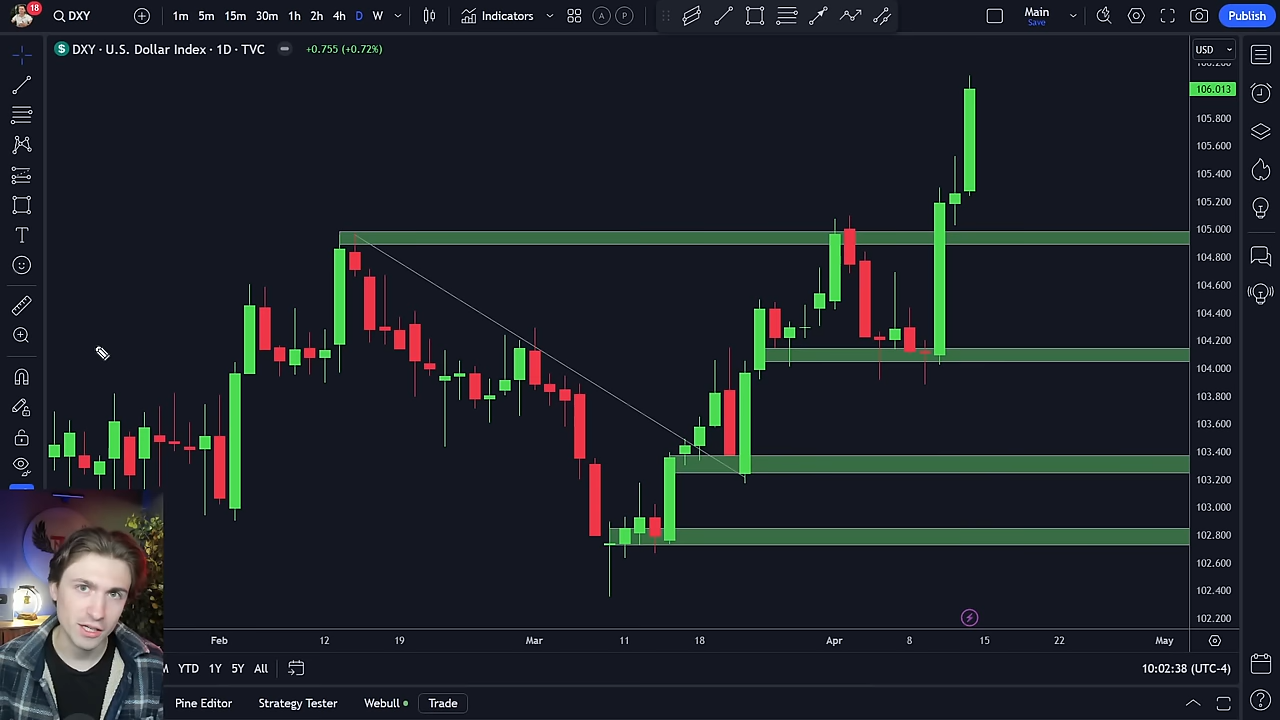 18
DXY
1m 5m 15m 30m 1h 2h 4h D W
Indicators
A P
Main
Save
Publish
DXY · U.S. Dollar Index · 1D · TVC
+0.755 (+0.72%)
USD
106.200
106.013
105.800
105.600
105.400
105.200
105.000
104.800
104.600
104.400
104.200
104.000
103.800
103.600
103.400
103.200
103.000
102.800
102.600
102.400
102.200
Feb 12 19 Mar 11 18 Apr 8 15 22 May
YTD 1Y 5Y All
10:02:38 (UTC-4)
Pine Editor Strategy Tester Webull Trade